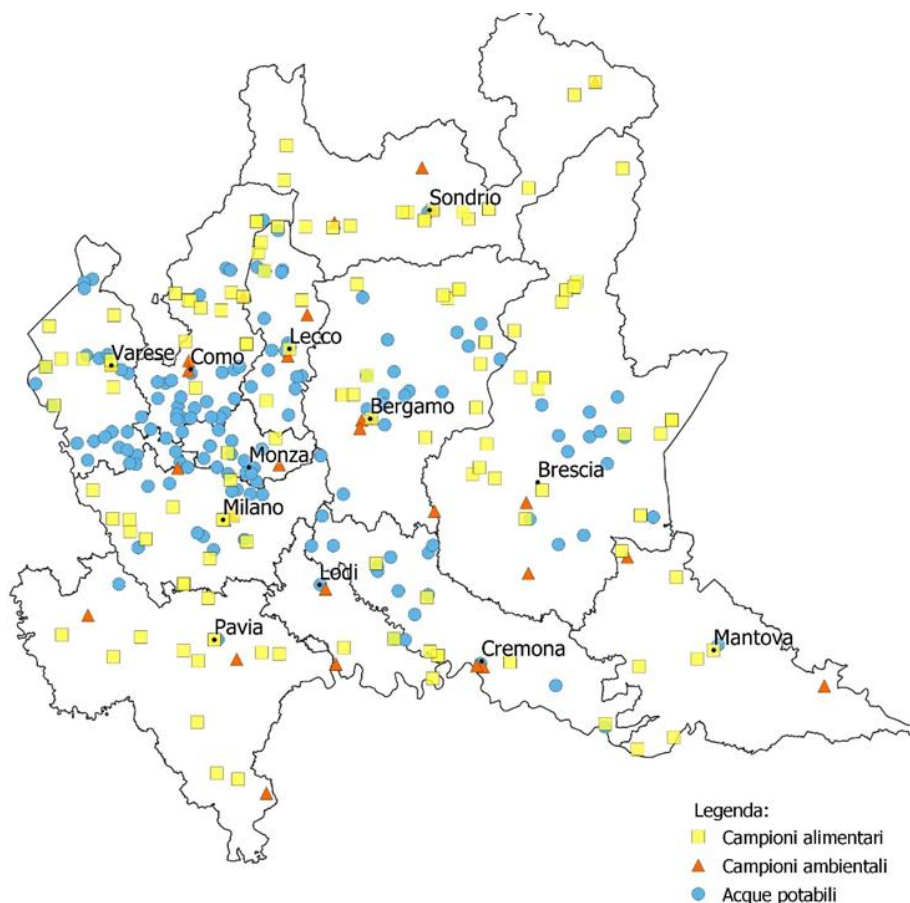 Sondrio
Lecco
Varese
Como
Bergamo
Monza
Brescia
Milano
Lodi
Pavia
Mantova
Cremona
Legenda:
Campioni alimentari
Campioni ambientali
Acque potabili